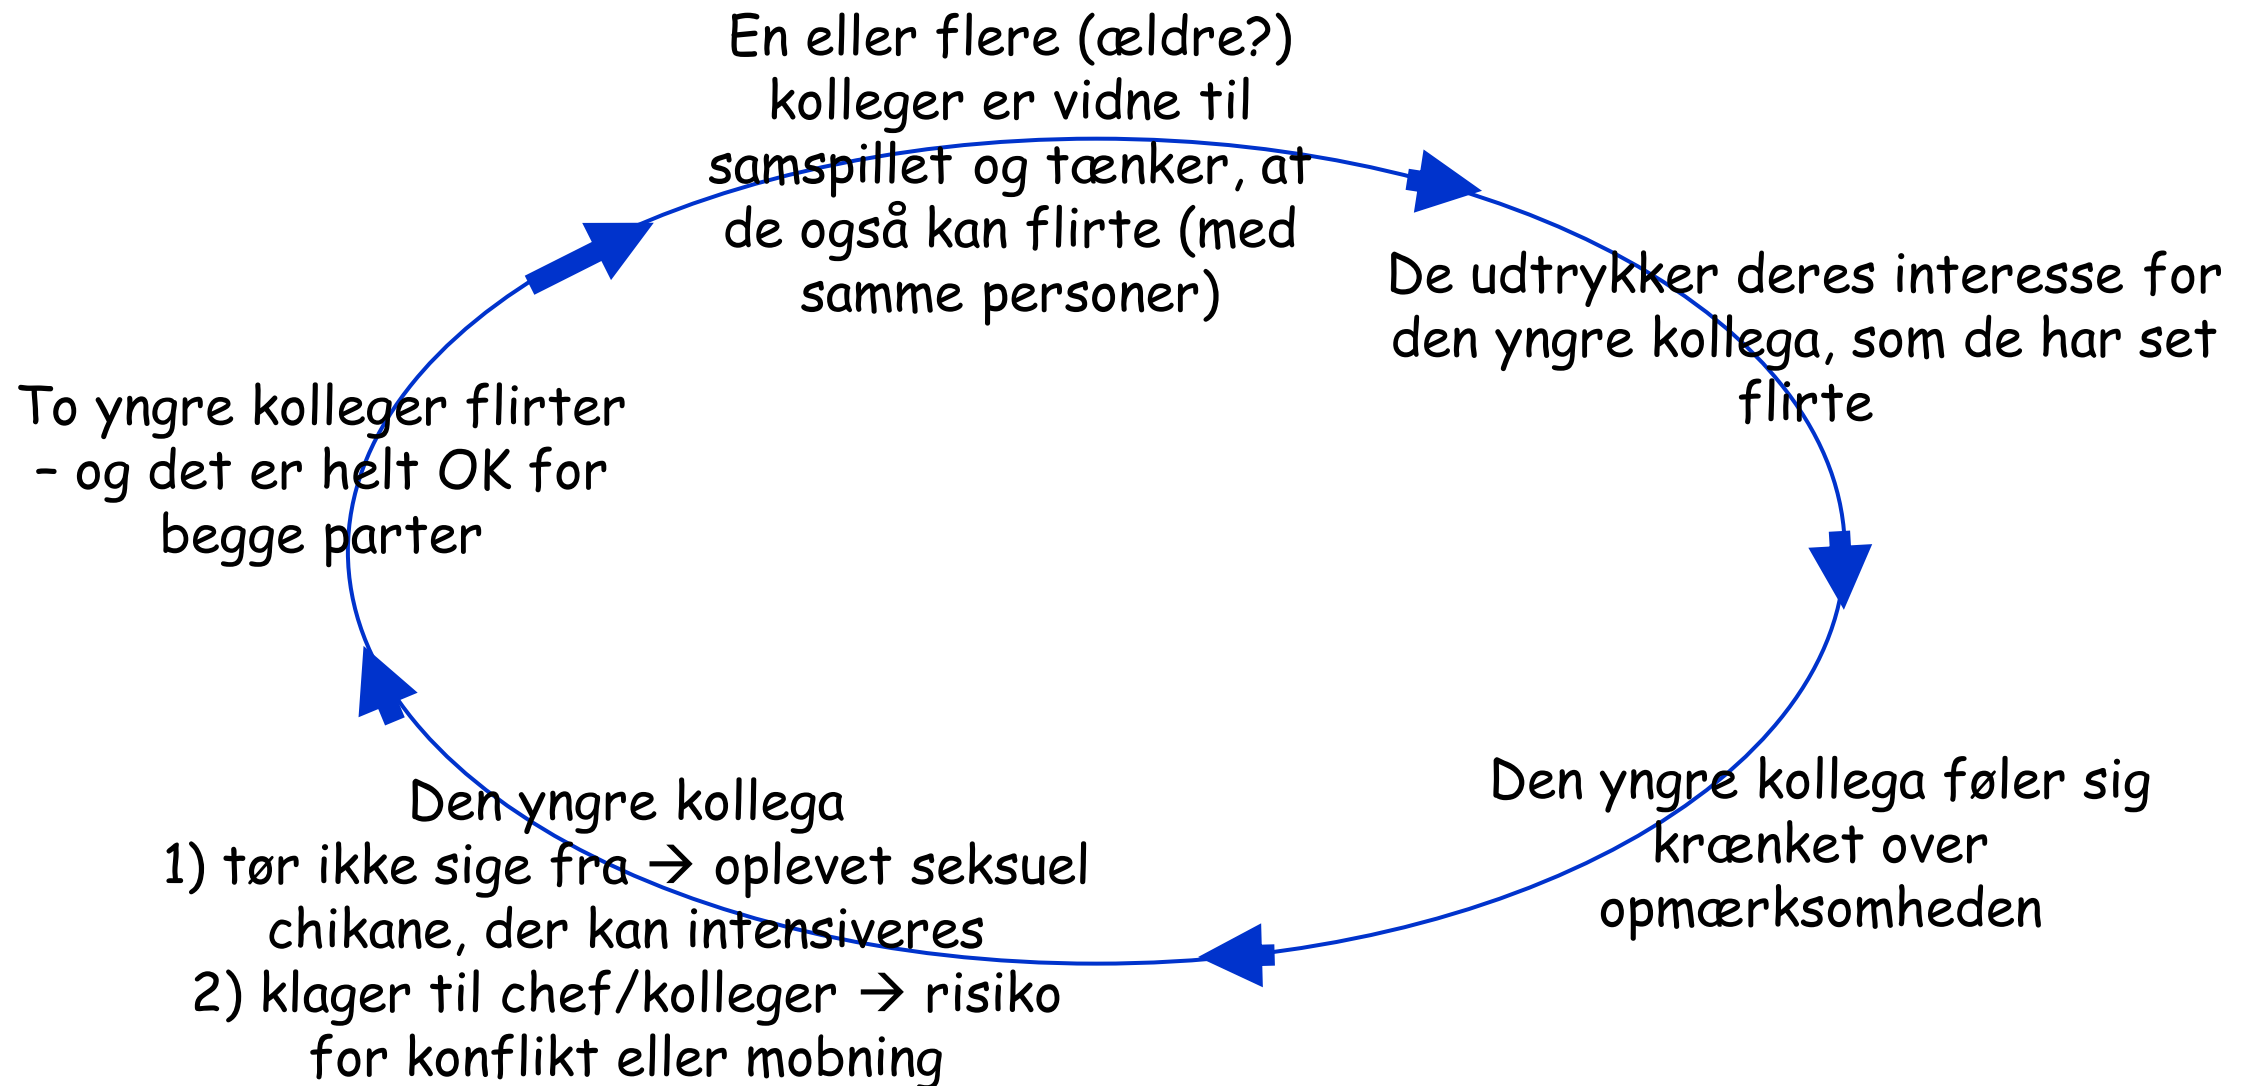 En eller flere (ældre?)
kolleger er vidne til
samspillet og tænker, at
de også kan flirte (med
samme personer)
De udtrykker deres interesse for
den yngre kollega, som de har set
flirte
Den yngre kollega føler sig
krænket over
opmærksomheden
Den yngre kollega
1) tør ikke sige fra → oplevet seksuel
chikane, der kan intensiveres
2) klager til chef/kolleger → risiko
for konflikt eller mobning
To yngre kolleger flirter
– og det er helt OK for
begge parter